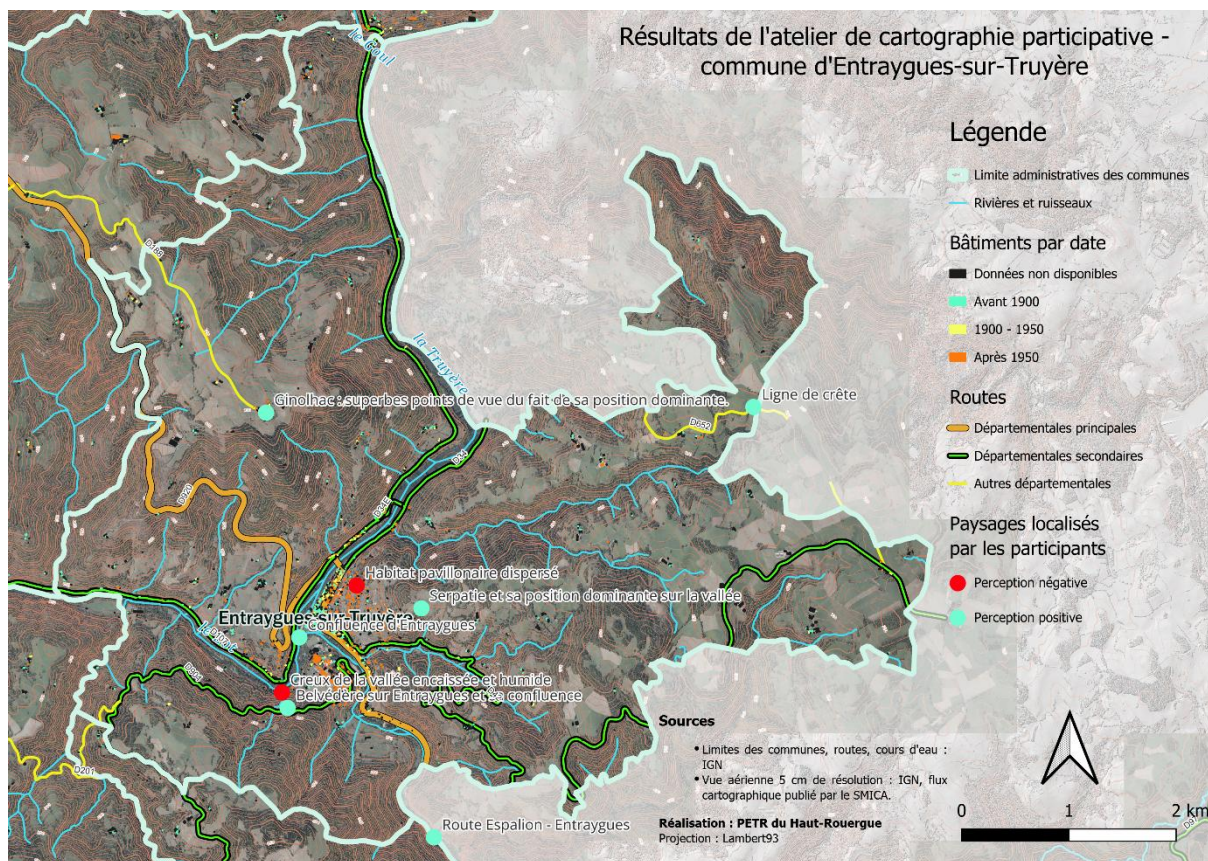 Résultats de l'atelier de cartographie participative -
commune d'Entraygues-sur-Truyère
Légende
Limite administratives des communes
Rivières et ruisseaux
Bâtiments par date
Données non disponibles
Avant 1900
1900 - 1950
Après 1950
Routes
Départementales principales
Départementales secondaires
Autres départementales
Paysages localisés
par les participants
Perception négative
Perception positive
le Goul
la Truyère
D34
D34E
D920
D652
Ginolhac : superbes points de vue du fait de sa position dominante.
Ligne de crête
Habitat pavillonaire dispersé
Serpatie et sa position dominante sur la vallée
Entraygues-sur-Truyère
Confluence d'Entraygues
Creux de la vallée encaissée et humide
Belvédère sur Entraygues et sa confluence
D201
Route Espalion - Entraygues
Sources
• Limites des communes, routes, cours d'eau :
IGN
• Vue aérienne 5 cm de résolution : IGN, flux
cartographique publié par le SMICA.
Réalisation : PETR du Haut-Rouergue
Projection : Lambert93
0 1 2 km